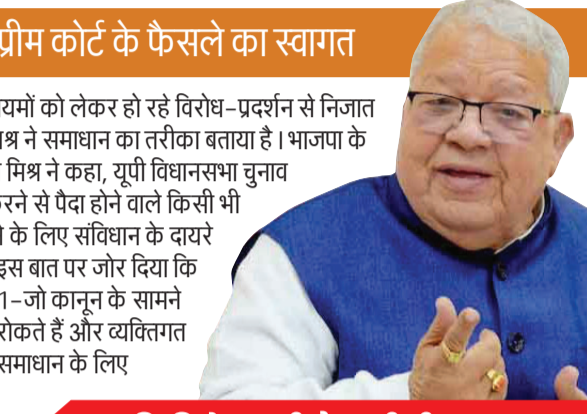 प्रीम कोर्ट के फैसले का स्वागत
यमों को लेकर हो रहे विरोध-प्रदर्शन से निजात
मिश्र ने समाधान का तरीका बताया है। भाजपा के
मिश्र ने कहा, यूपी विधानसभा चुनाव
करने से पैदा होने वाले किसी भी
के लिए संविधान के दायरे
इस बात पर जोर दिया कि
1-जो कानून के सामने
रोकते हैं और व्यक्तिगत
समाधान के लिए